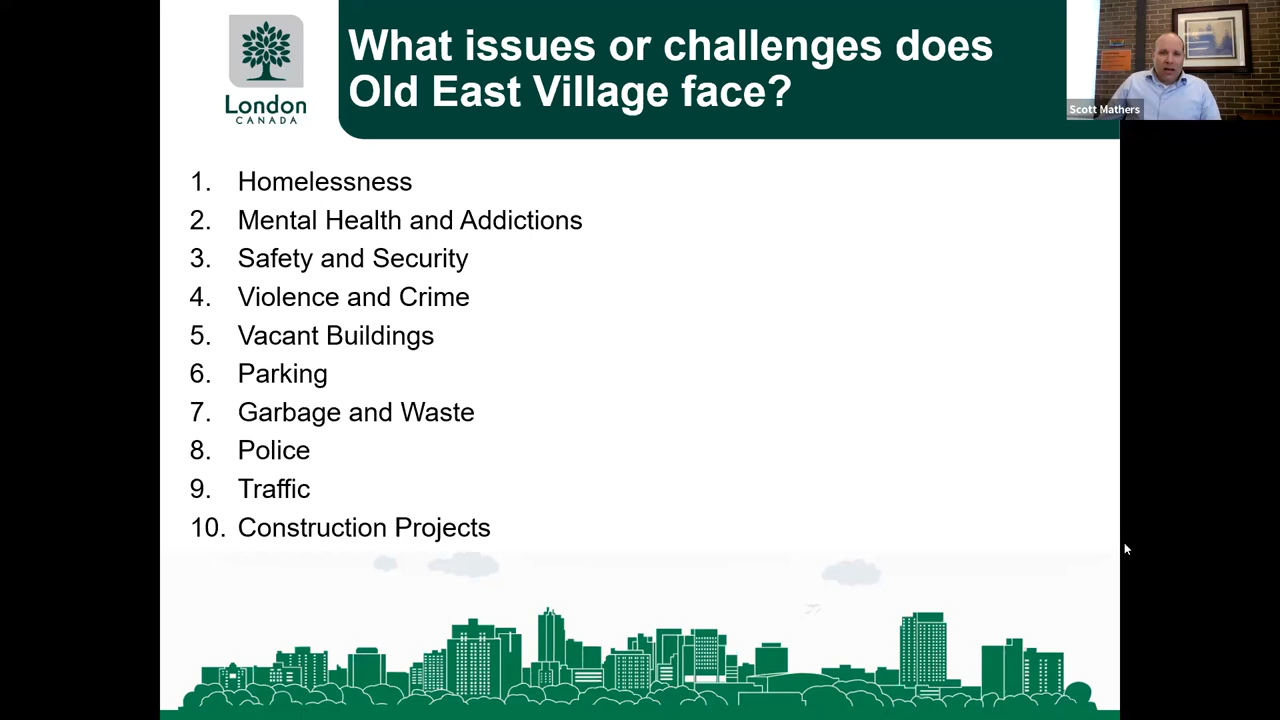 London
CANADA
What issues or challenges does
Old East Village face?
Scott Mathers
1. Homelessness
2. Mental Health and Addictions
3. Safety and Security
4. Violence and Crime
5. Vacant Buildings
6. Parking
7. Garbage and Waste
8. Police
9. Traffic
10. Construction Projects